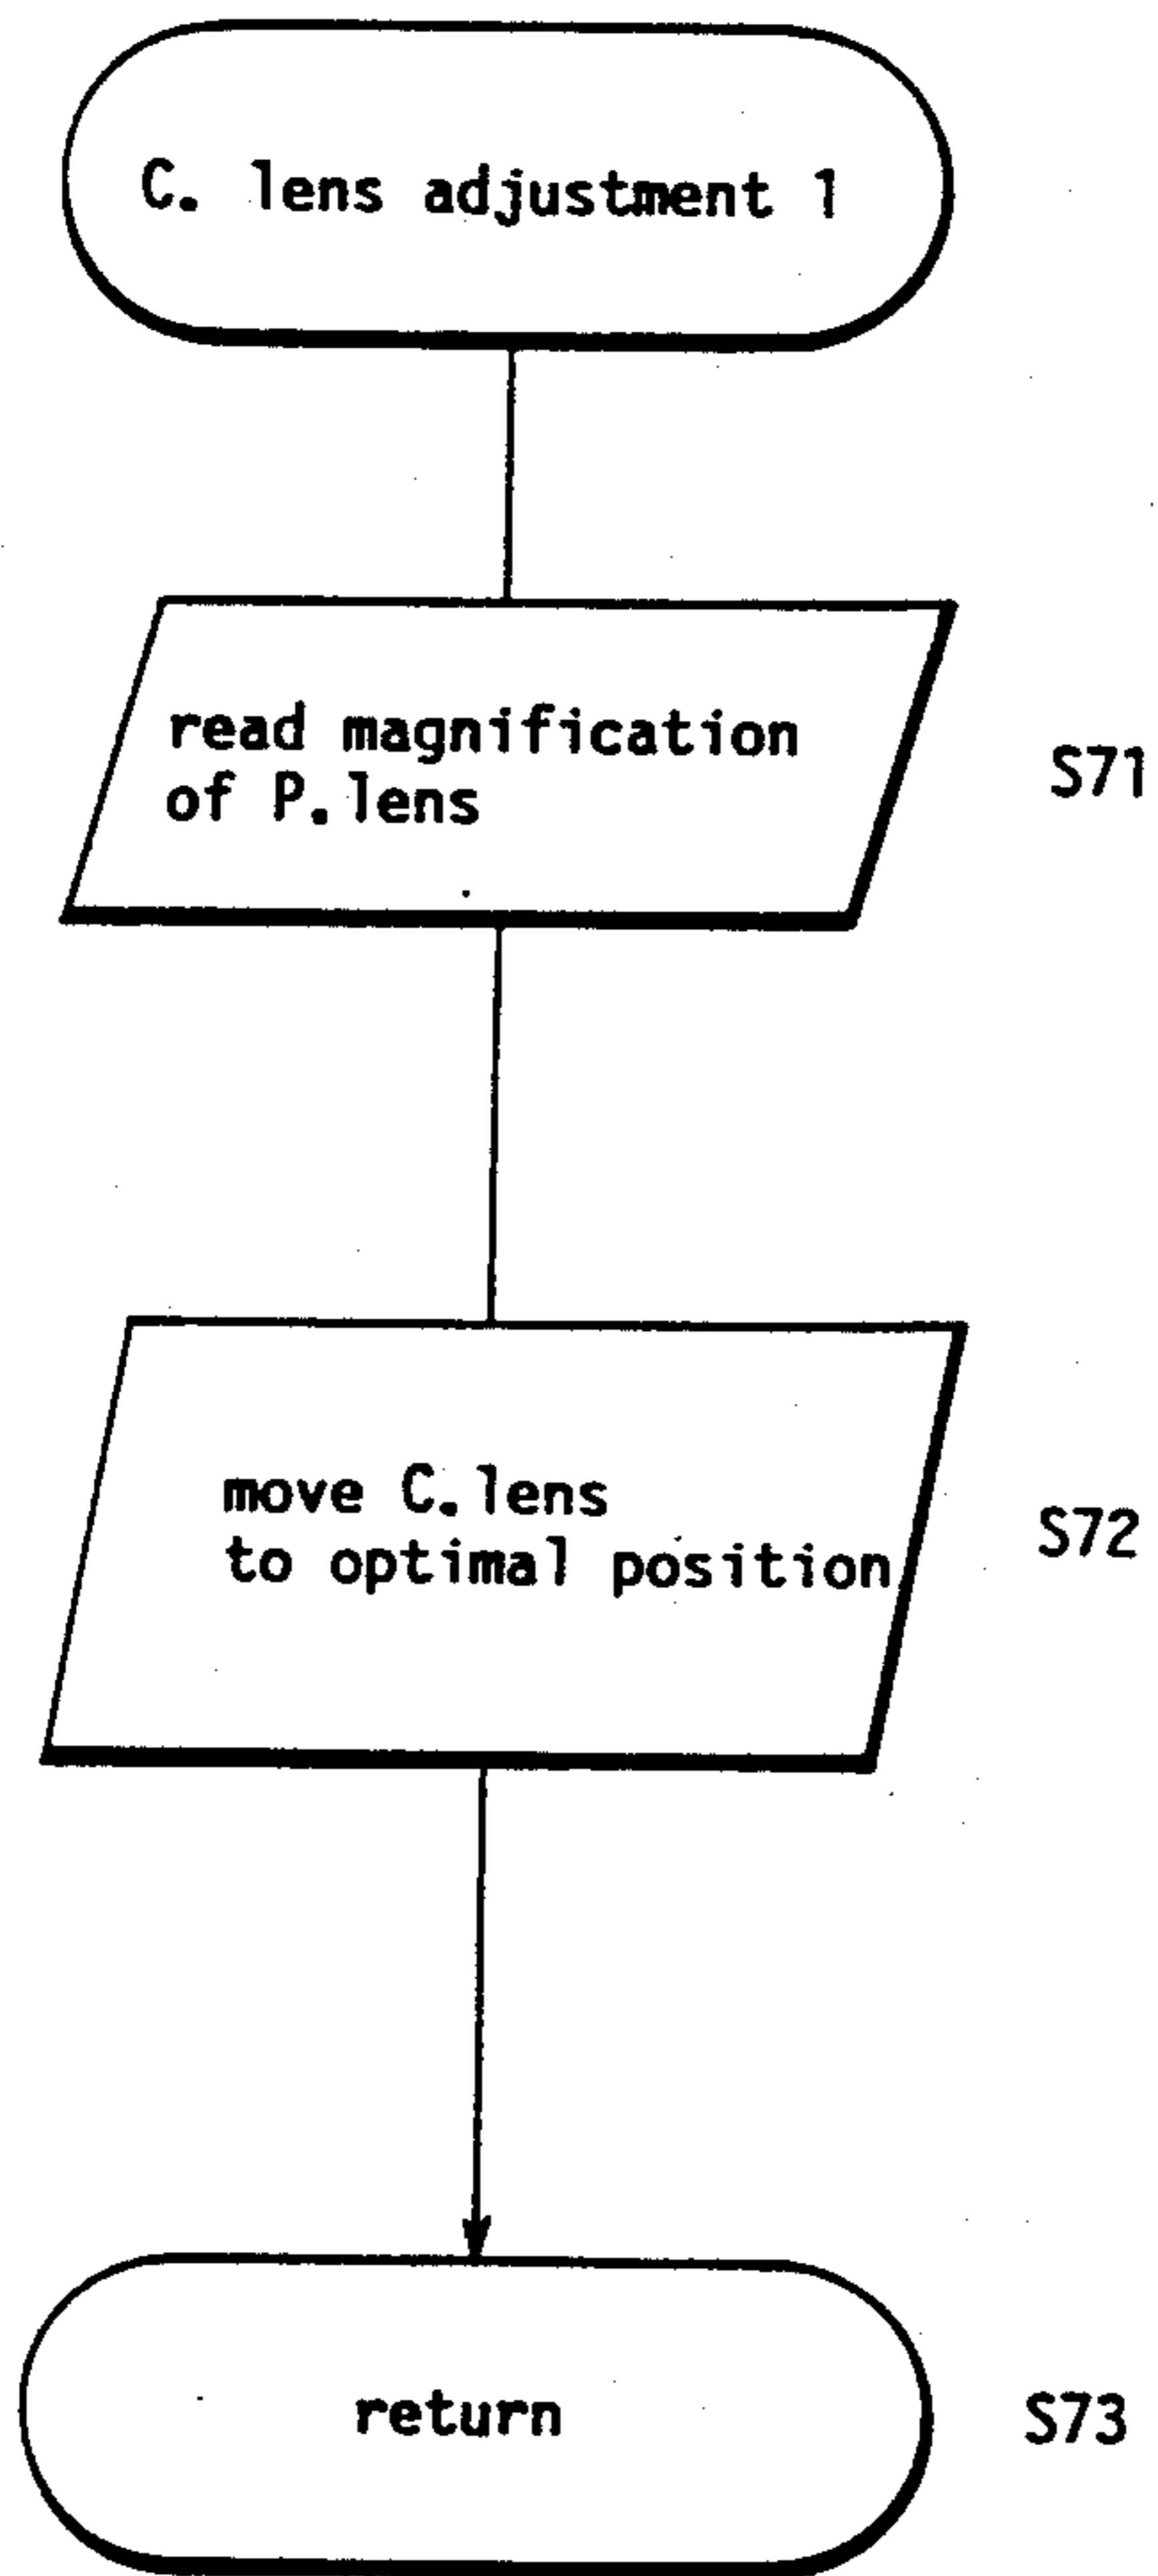 C. lens adjustment 1
read magnification
of P.lens
S71
move C.lens
to optimal position
S72
return
S73